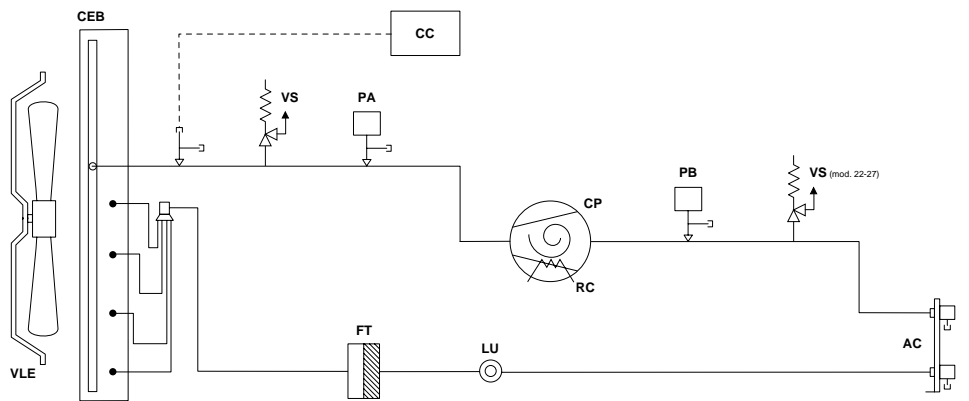 CEB
CC
VS
PA
PB
VS (mod. 22-27)
CP
RC
FT
LU
AC
VLE